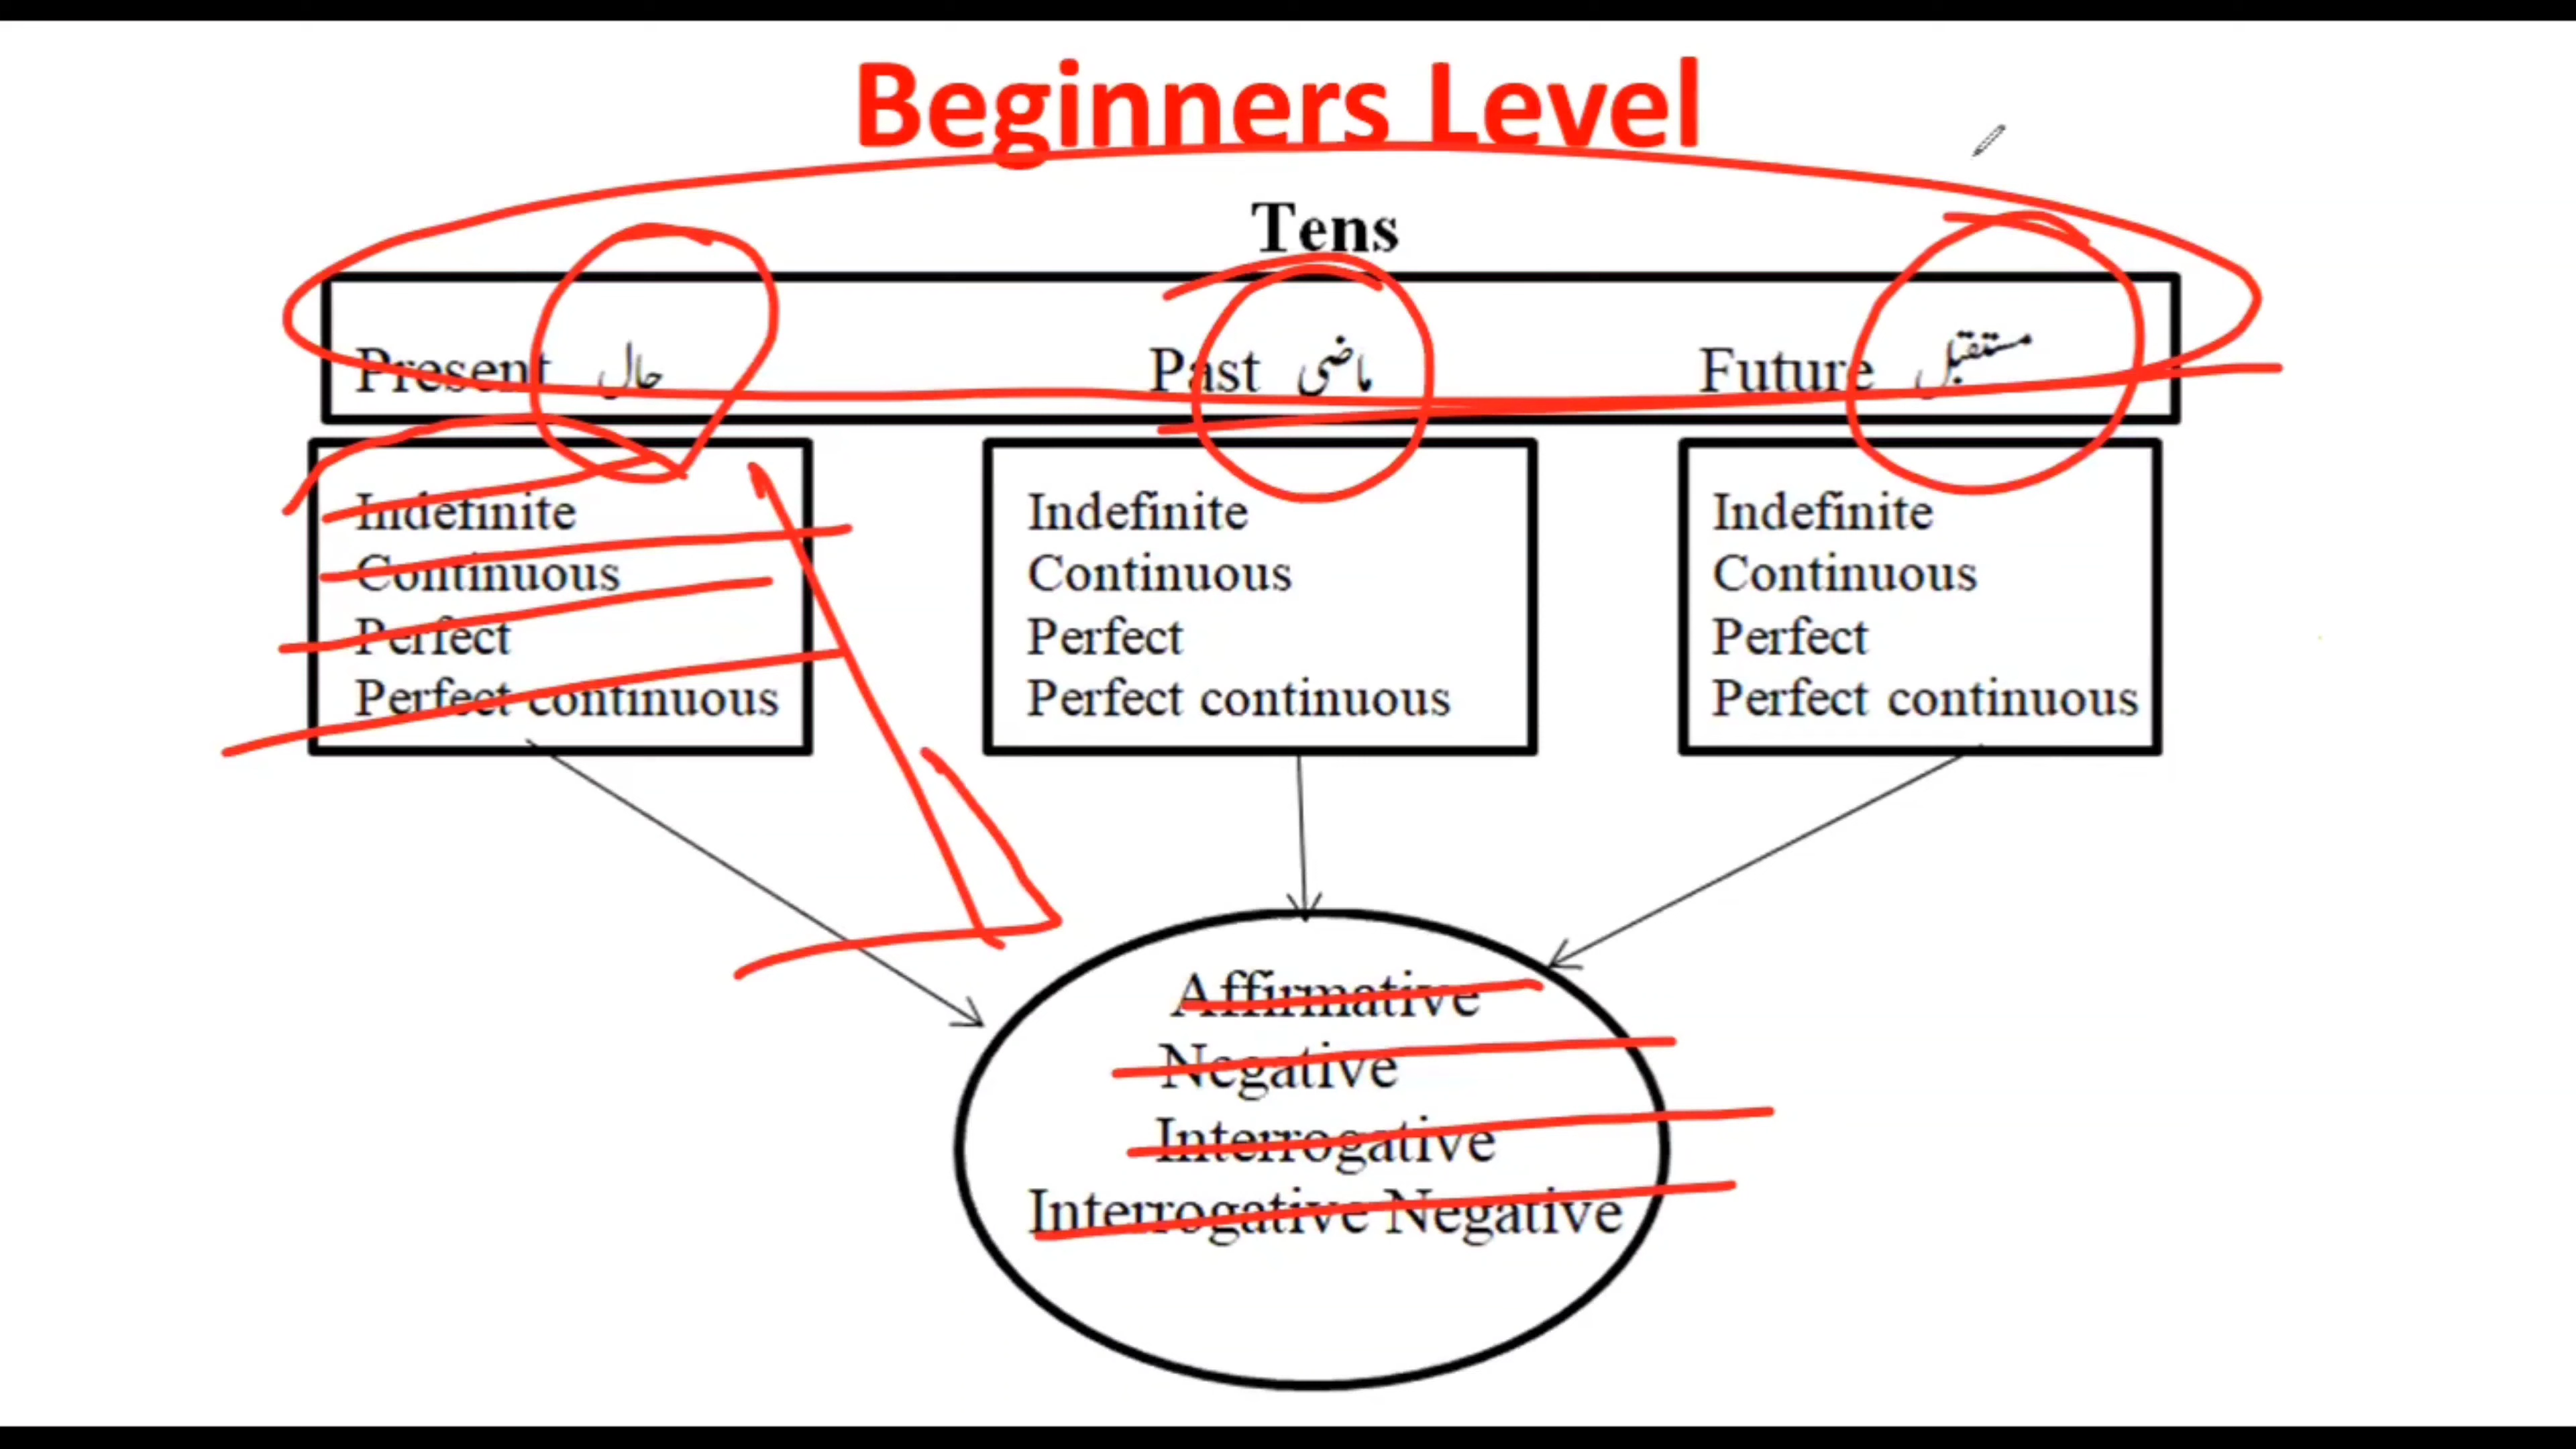 Beginners Level
Tens
Present حال Past ماضی Future مستقبل
Indefinite
Continuous
Perfect
Perfect continuous
Indefinite
Continuous
Perfect
Perfect continuous
Indefinite
Continuous
Perfect
Perfect continuous
Affirmative
Negative
Interrogative
Interrogative Negative